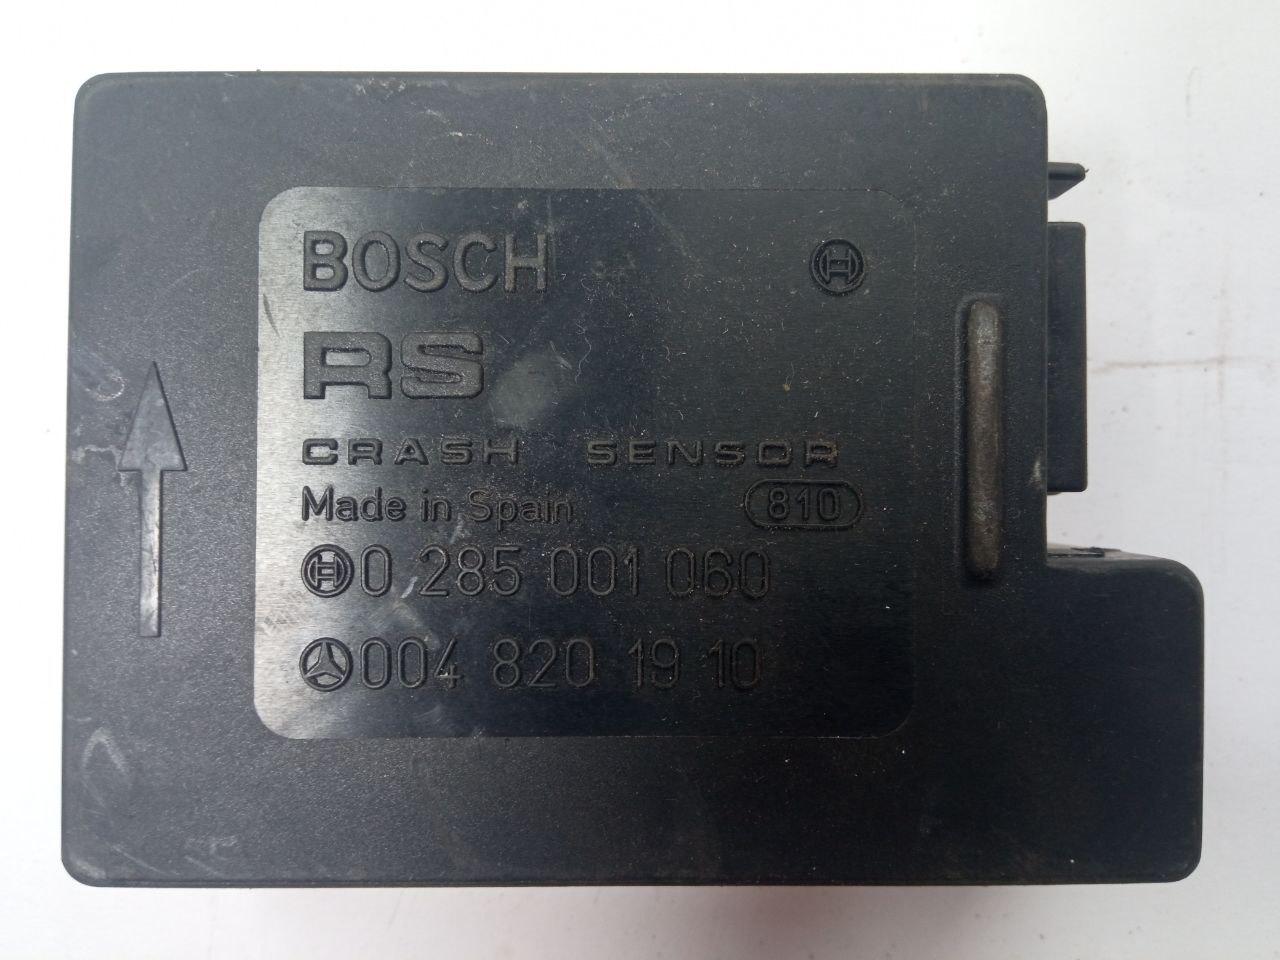 BOSCH
RS
CRASH SENSOR
Made in Spain 810
0 285 001 060
004 820 19 10